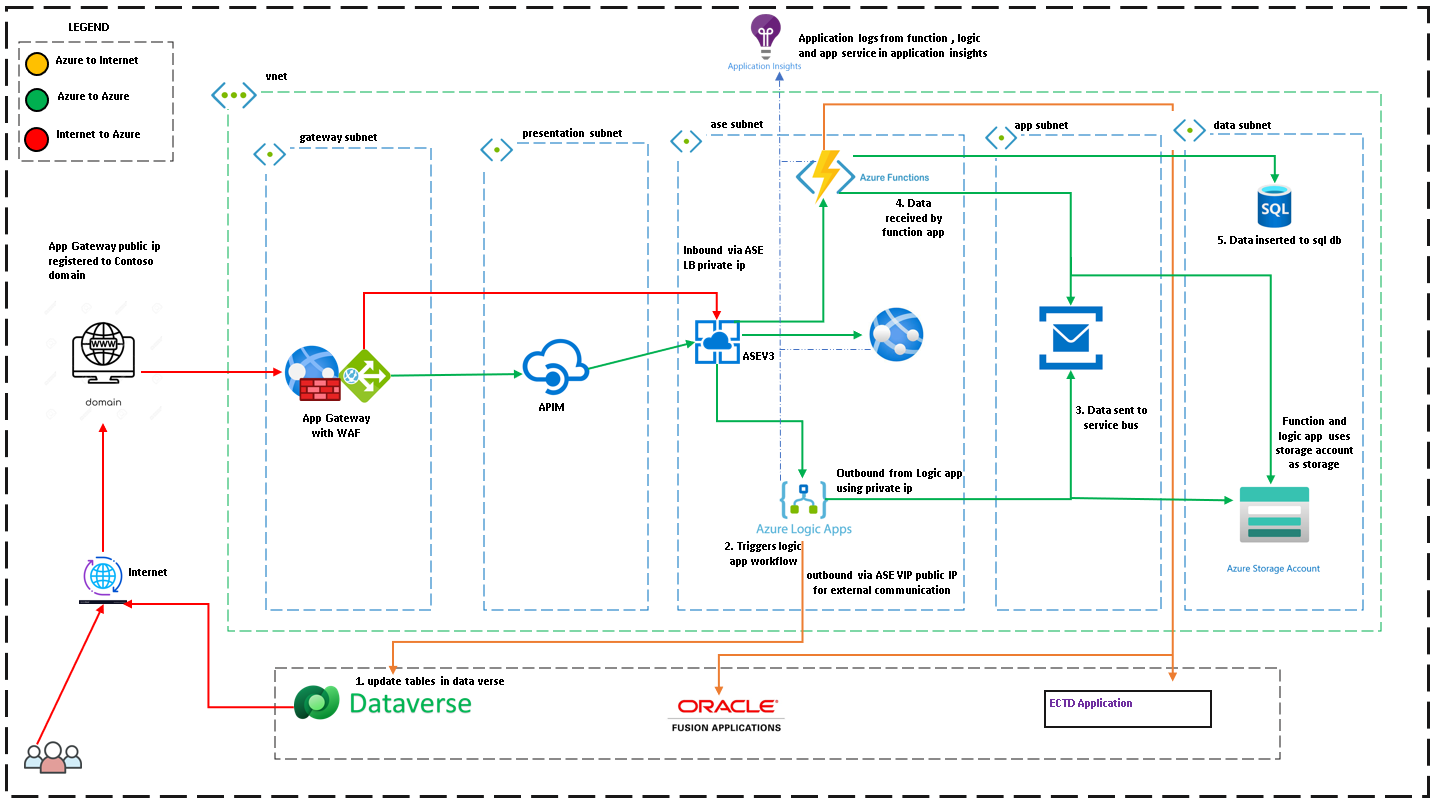 LEGEND
Azure to Internet
Azure to Azure
Internet to Azure
Application Insights
Application logs from function , logic
and app service in application insights
vnet
gateway subnet
presentation subnet
ase subnet
app subnet
data subnet
Azure Functions
4. Data
received by
function app
SQL
5. Data inserted to sql db
App Gateway public ip
registered to Contoso
domain
Inbound via ASE
LB private ip
WWW
domain
App Gateway
with WAF
APIM
ASEV3
3. Data sent to
service bus
Function and
logic app uses
storage account
as storage
Outbound from Logic app
using private ip
Azure Logic Apps
2. Triggers logic
app workflow
outbound via ASE VIP public IP
for external communication
Azure Storage Account
Internet
1. update tables in data verse
Dataverse
ORACLE
FUSION APPLICATIONS
ECTD Application